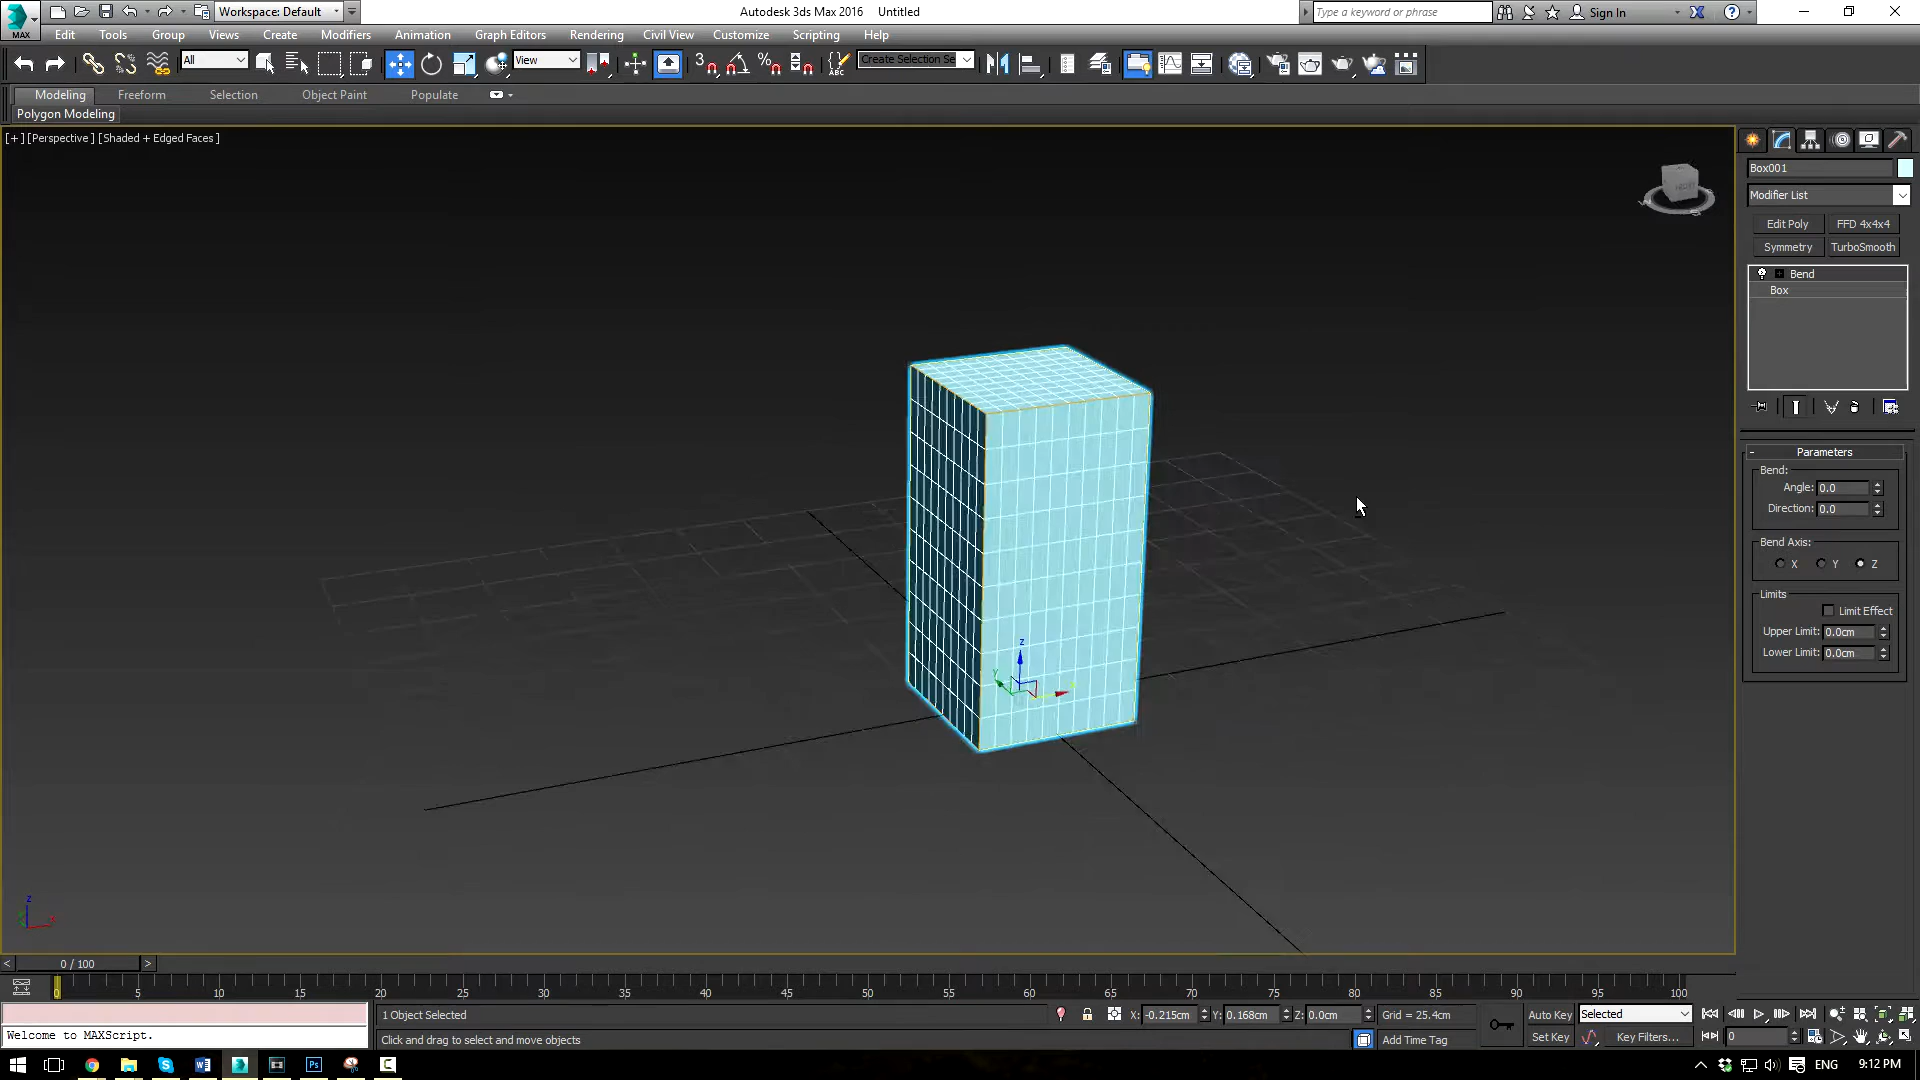 Workspace: Default
Autodesk 3ds Max 2016 Untitled
Type a keyword or phrase
Sign In
MAX
Edit Tools Group Views Create Modifiers Animation Graph Editors Rendering Civil View Customize Scripting Help
All
View
3
ABC
Create Selection Se
Modeling Freeform Selection Object Paint Populate
Polygon Modeling
[+] [Perspective ] [Shaded + Edged Faces ]
Box001
Modifier List
Edit Poly FFD 4x4x4
Symmetry TurboSmooth
Bend
Box
- Parameters
Bend:
Angle: 0.0
Direction: 0.0
Bend Axis:
X Y Z
Limits
Limit Effect
Upper Limit: 0.0cm
Lower Limit: 0.0cm
z
y
z
< 0 / 100 >
0 5 10 15 20 25 30 35 40 45 50 55 60 65 70 75 80 85 90 95 100
1 Object Selected
X: -0.215cm Y: 0.168cm Z: 0.0cm Grid = 25.4cm
Auto Key Selected
Welcome to MAXScript.
Click and drag to select and move objects
Add Time Tag
Set Key Key Filters... 0
ENG 9:12 PM